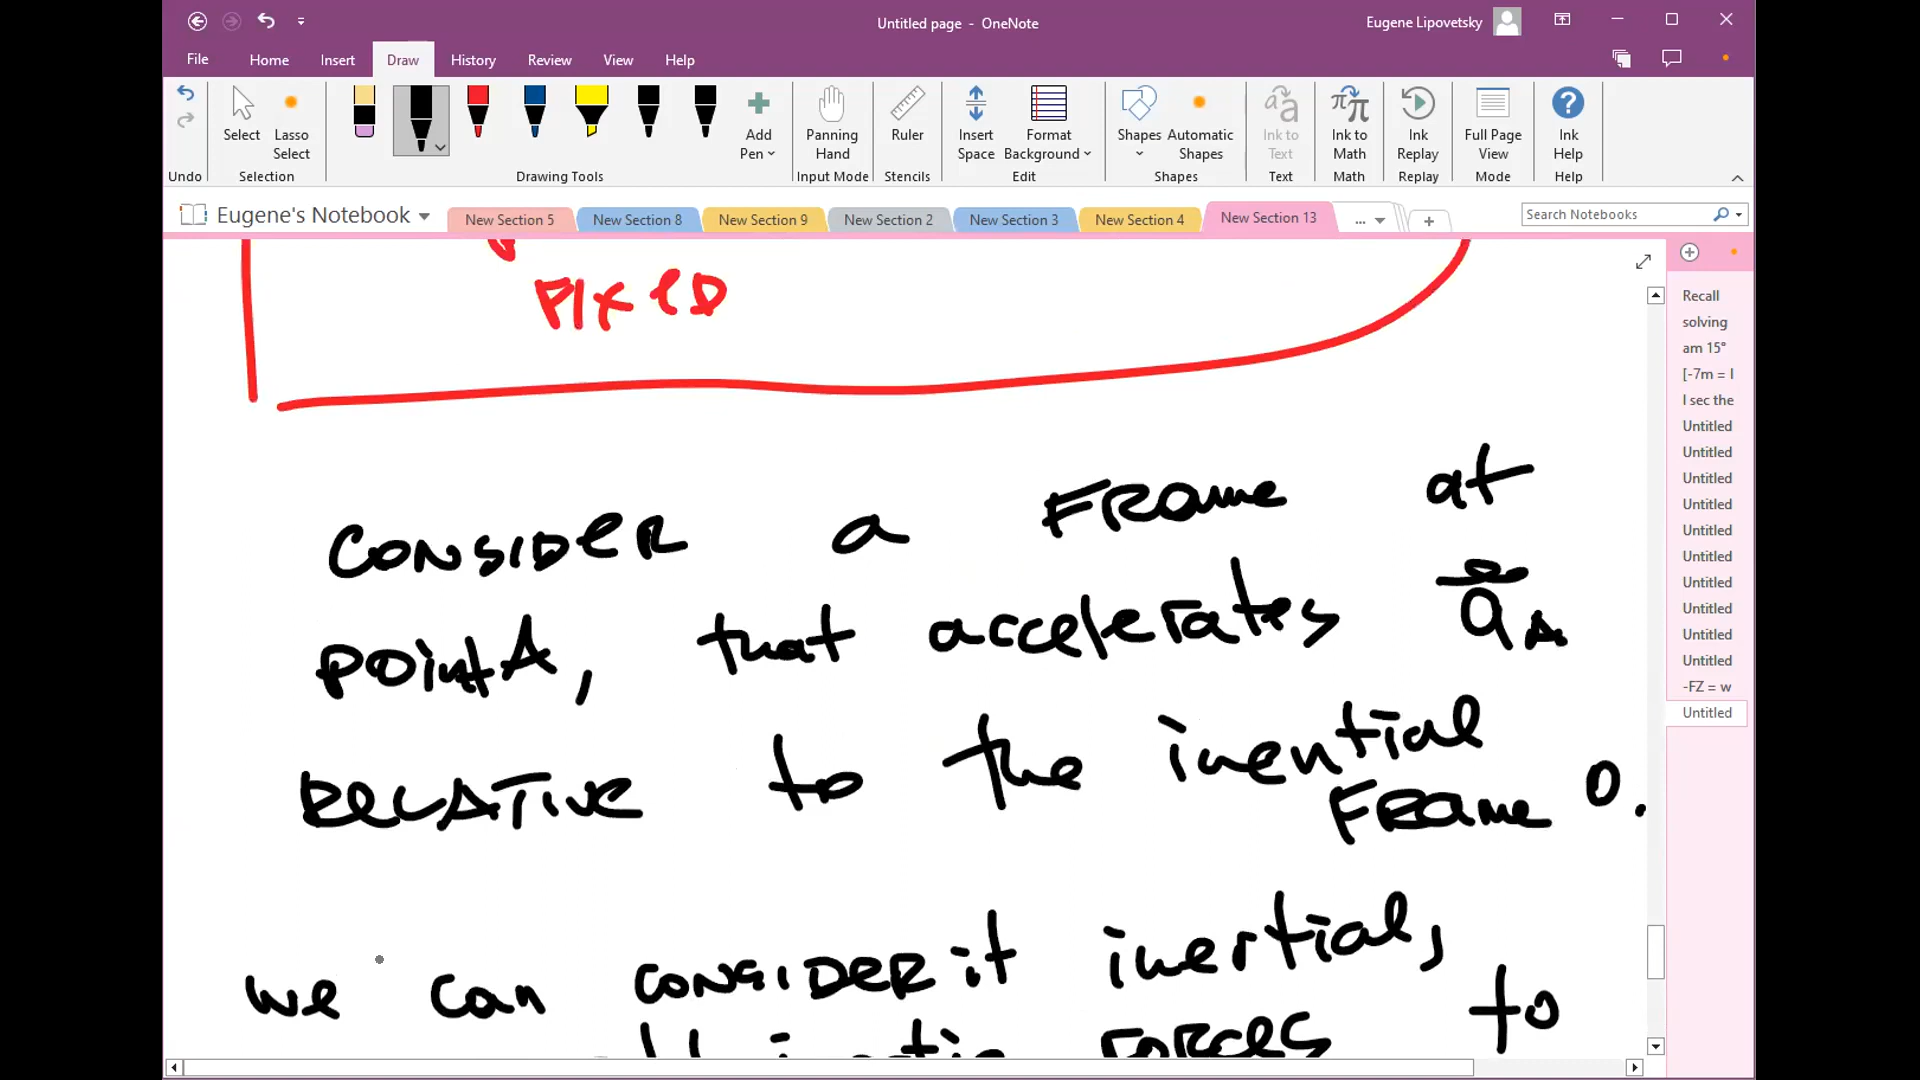 Untitled page - OneNote
Eugene Lipovetsky
File Home Insert Draw History Review View Help
Select Lasso Select Add Pen Panning Hand Ruler Insert Space Format Background Shapes Automatic Shapes Ink to Text Ink to Math Ink Replay Full Page View Ink Help
Undo Selection Drawing Tools Input Mode Stencils Edit Shapes Text Math Replay Mode Help
Eugene's Notebook New Section 5 New Section 8 New Section 9 New Section 2 New Section 3 New Section 4 New Section 13 ... Search Notebooks
FIXED
CONSIDER a FRame at
point A, that accelerates a A
RELATIVE to the inential
FRame O.
we can CONSIDER it inertial, to
forces
Recall
solving
am 15°
[-7m = I
I sec the
Untitled
Untitled
Untitled
Untitled
Untitled
Untitled
Untitled
Untitled
Untitled
Untitled
-FZ = w
Untitled